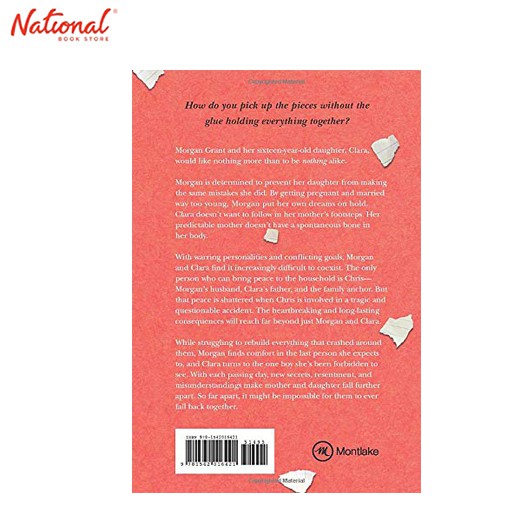 National
BOOK STORE
Copyrighted Material
How do you pick up the pieces without the
glue holding everything together?
Morgan Grant and her sixteen-year-old daughter, Clara,
would like nothing more than to be nothing alike.
Morgan is determined to prevent her daughter from making
the same mistakes she did. By getting pregnant and married
way too young, Morgan put her own dreams on hold.
Clara doesn't want to follow in her mother's footsteps. Her
predictable mother doesn't have a spontaneous bone in
her body.
With warring personalities and conflicting goals, Morgan
and Clara find it increasingly difficult to coexist. The only
person who can bring peace to the household is Chris—
Morgan's husband, Clara's father, and the family anchor. But
that peace is shattered when Chris is involved in a tragic and
questionable accident. The heartbreaking and long-lasting
consequences will reach far beyond just Morgan and Clara.
While struggling to rebuild everything that crashed around
them, Morgan finds comfort in the last person she expects
to, and Clara turns to the one boy she's been forbidden to
see. With each passing day, new secrets, resentment, and
misunderstandings make mother and daughter fall further
apart. So far apart, it might be impossible for them to ever
fall back together.
Montlake
Copyrighted Material